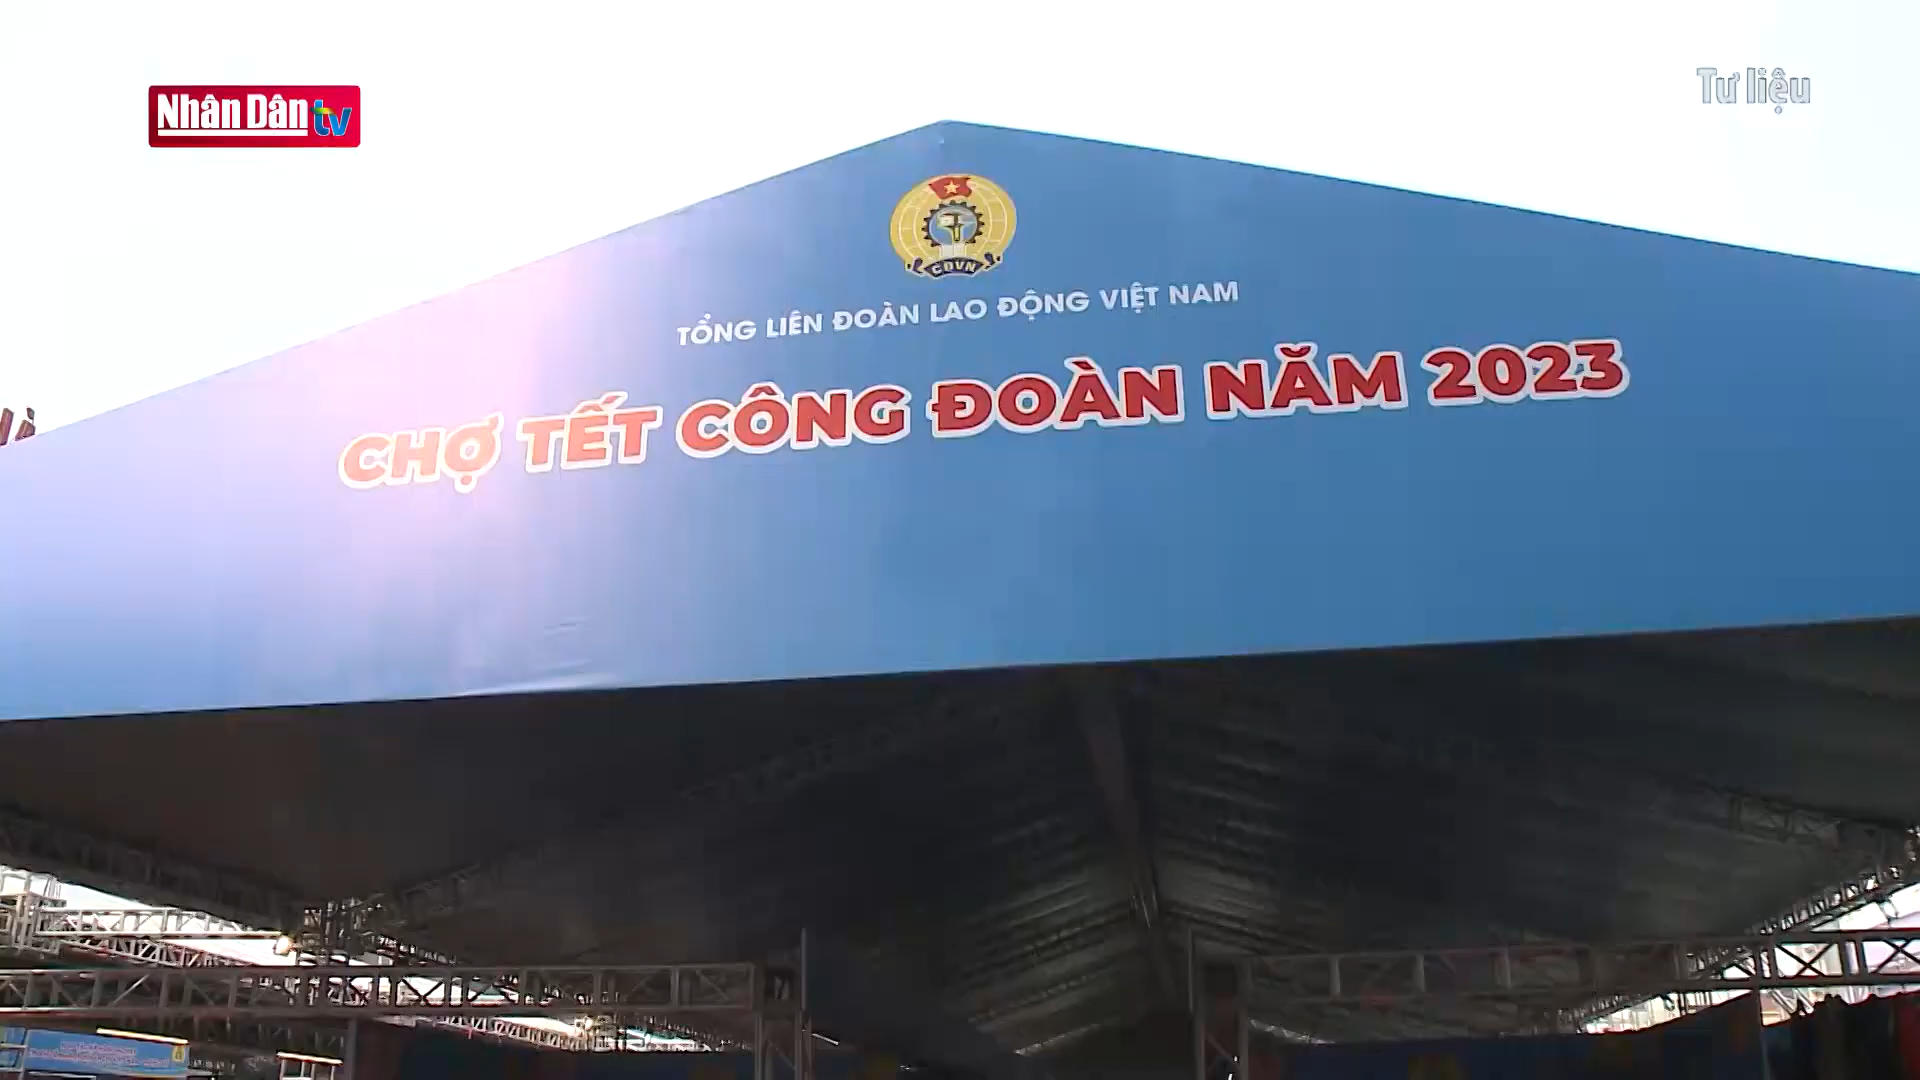 Nhân Dân tv
Tư liệu
CĐVN
TỔNG LIÊN ĐOÀN LAO ĐỘNG VIỆT NAM
CHỢ TẾT CÔNG ĐOÀN NĂM 2023